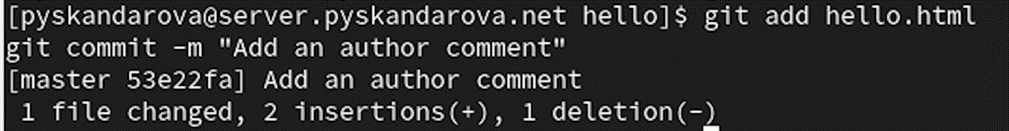 [pyskandarova@server.pyskandarova.net hello]$ git add hello.html
git commit -m "Add an author comment"
[master 53e22fa] Add an author comment
 1 file changed, 2 insertions(+), 1 deletion(-)